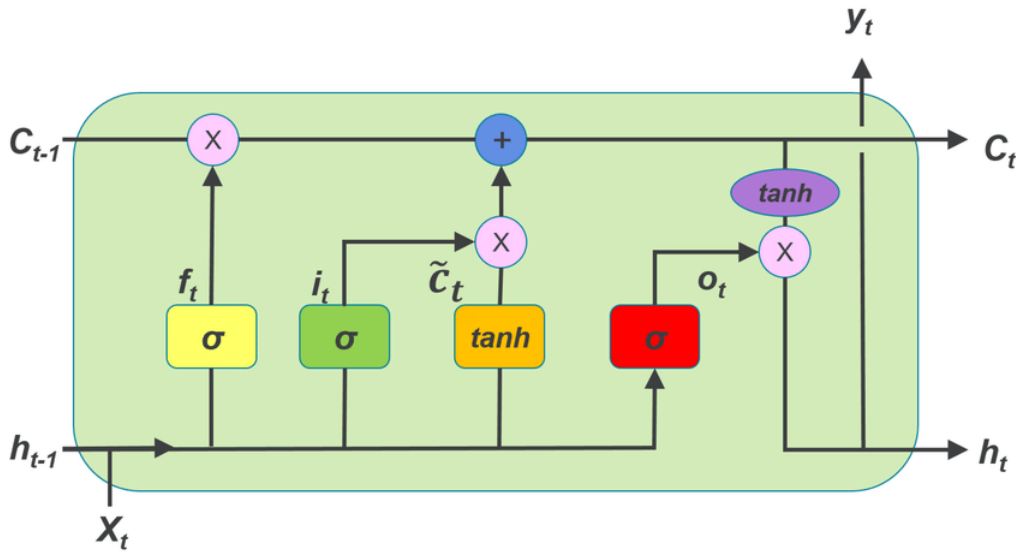 yₜ
Cₜ₋₁
X
+
Cₜ
tanh
X
X
fₜ
iₜ
c̃ₜ
oₜ
σ
σ
tanh
σ
hₜ₋₁
hₜ
Xₜ